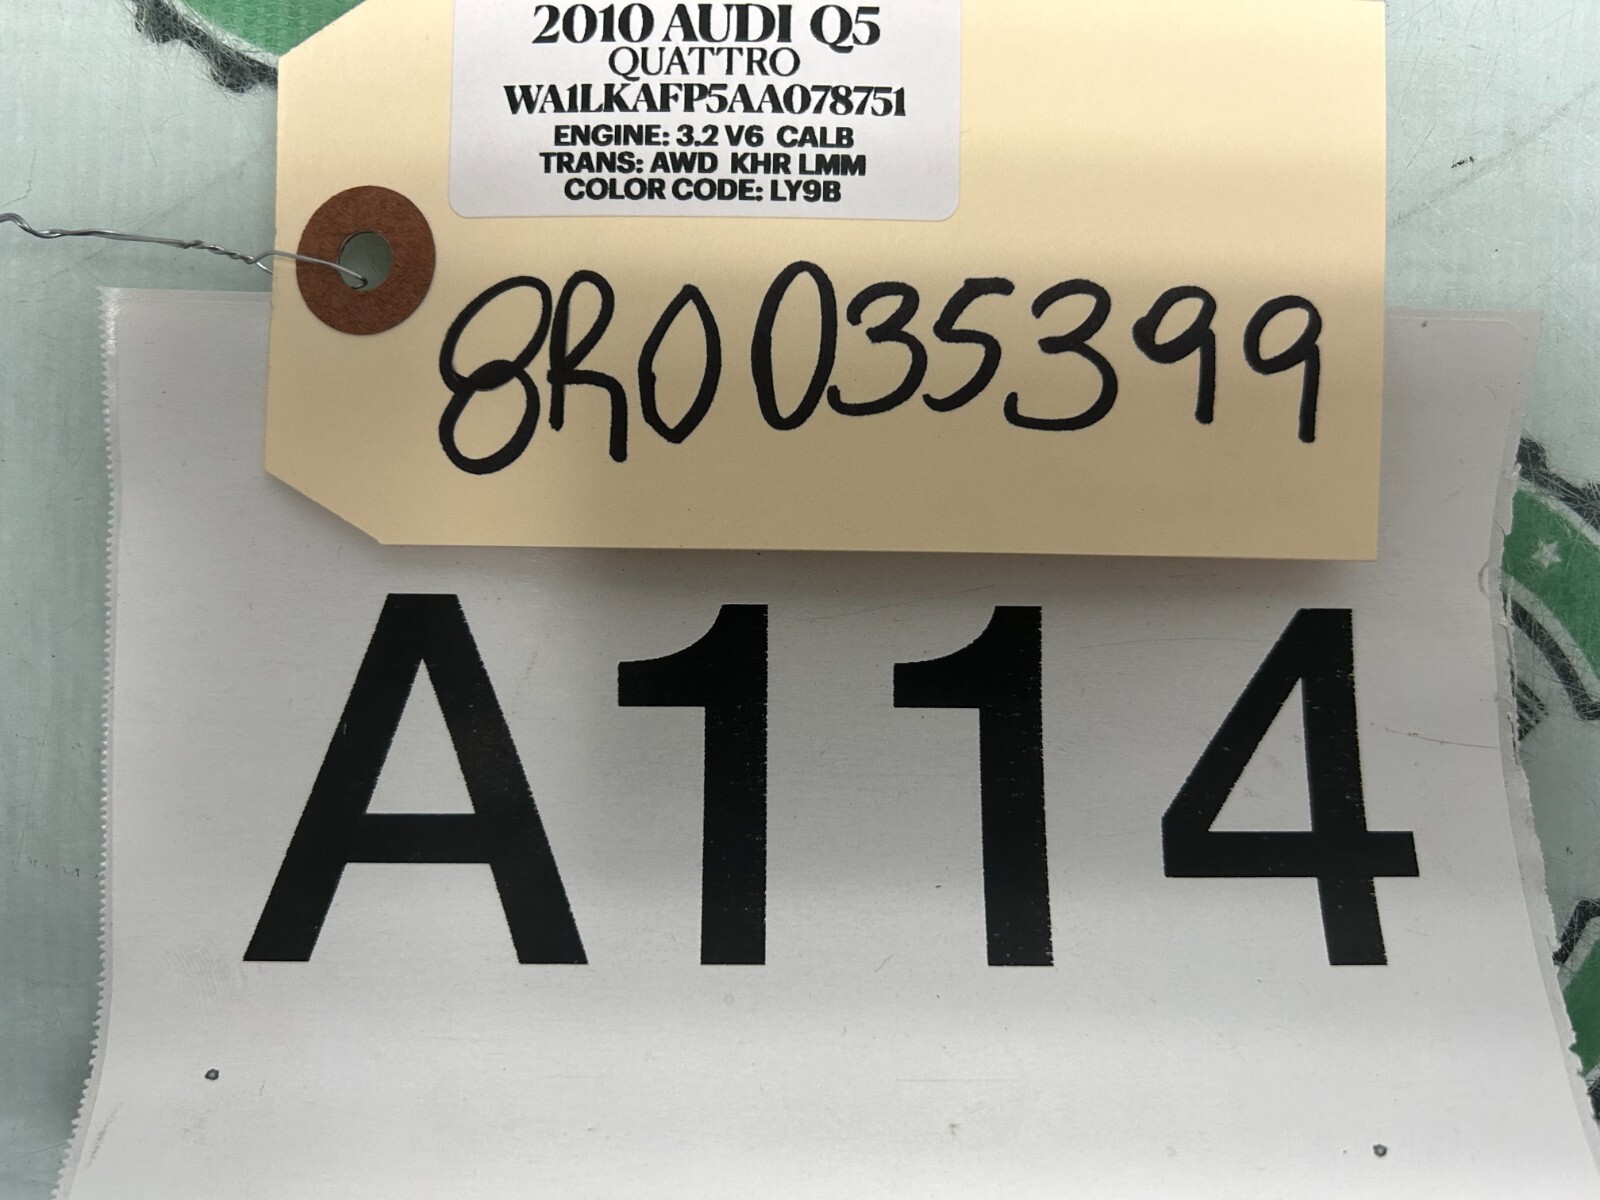 2010 AUDI Q5
QUATTRO
WA1LKAFP5AA078751
ENGINE: 3.2 V6 CALB
TRANS: AWD KHR LMM
COLOR CODE: LY9B
8R0035399
A114